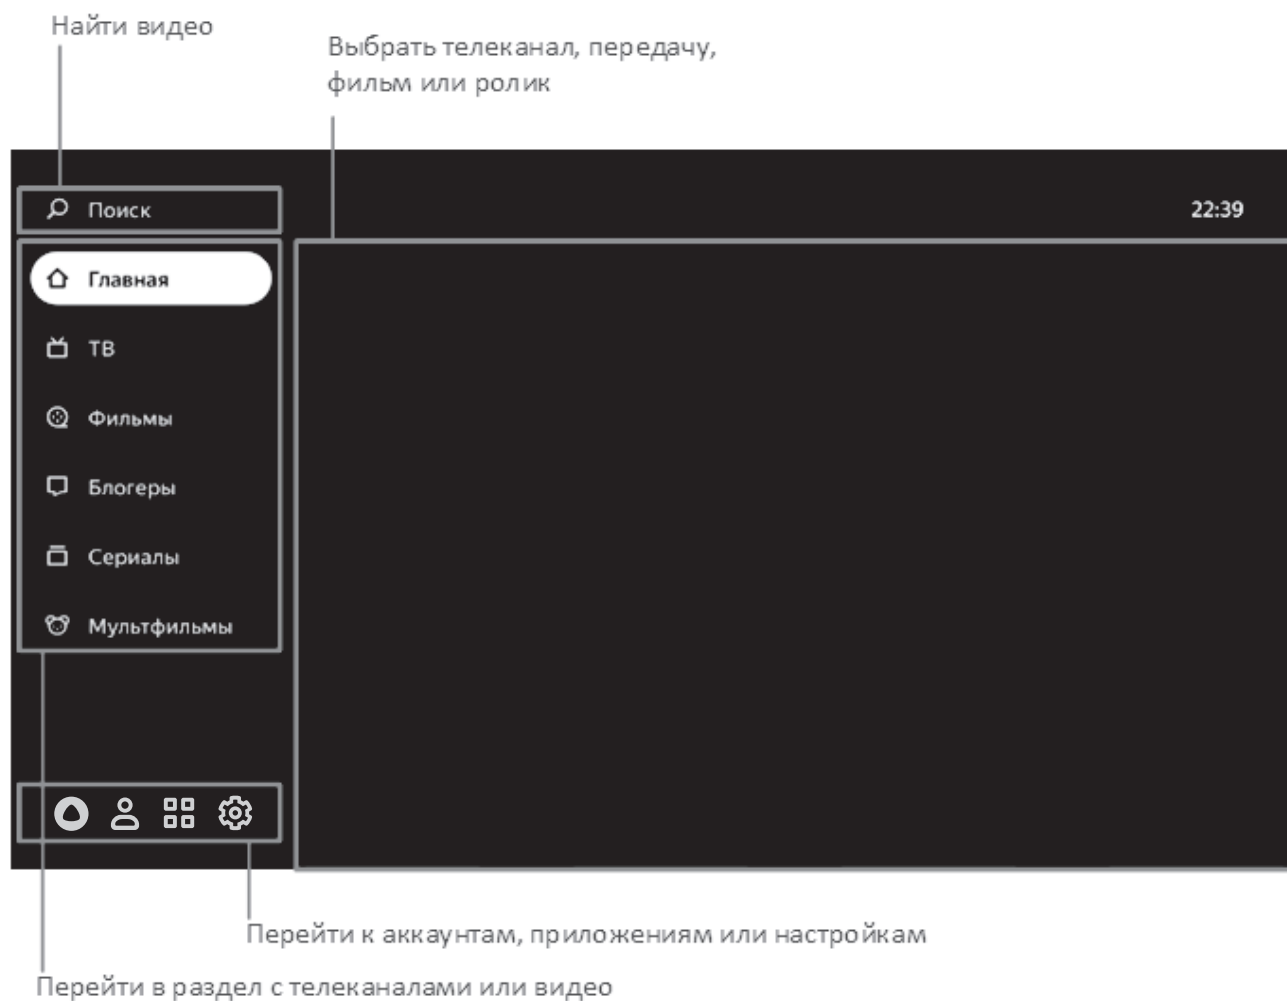 Найти видео
Выбрать телеканал, передачу,
фильм или ролик
Поиск
22:39
Главная
ТВ
Фильмы
Блогеры
Сериалы
Мультфильмы
Перейти к аккаунтам, приложениям или настройкам
Перейти в раздел с телеканалами или видео